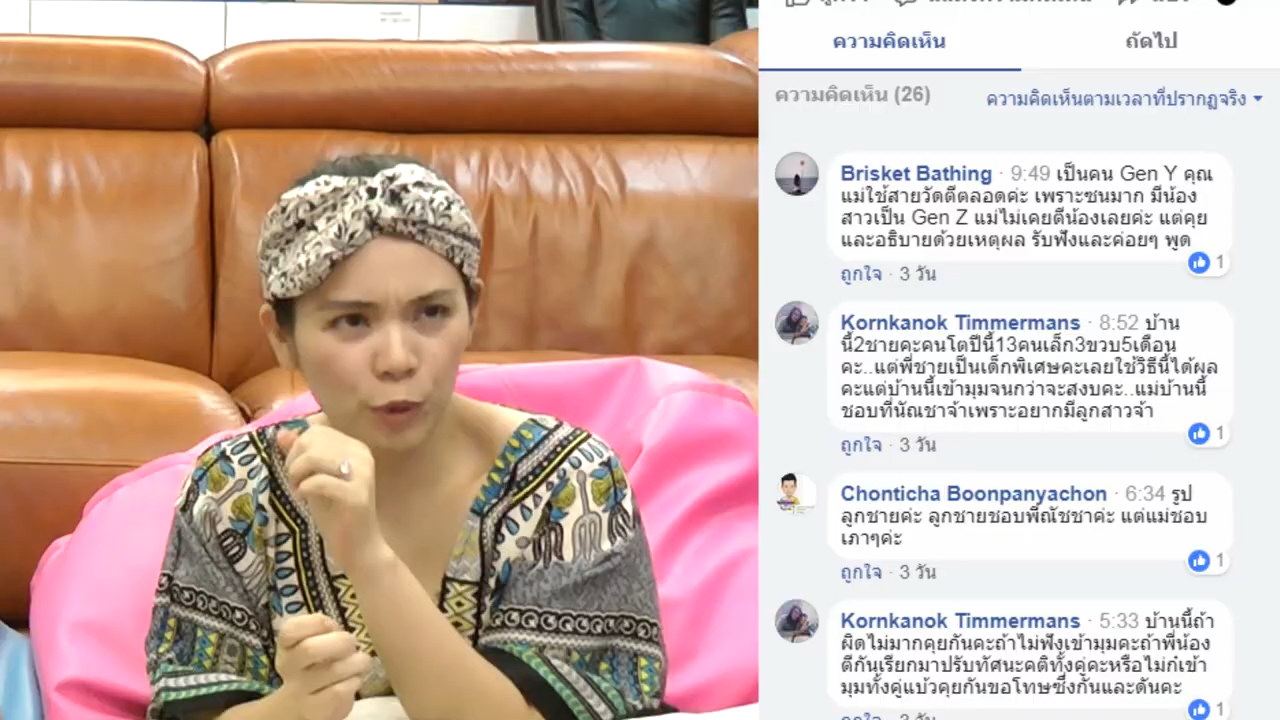 ความคิดเห็น
ถัดไป
ความคิดเห็น (26)
ความคิดเห็นตามเวลาที่ปรากฏจริง
Brisket Bathing · 9:49 เป็นคน Gen Y คุณ
แม่ใช้สายวัดตีตลอดค่ะ เพราะซนมาก มีน้อง
สาวเป็น Gen Z แม่ไม่เคยตีน้องเลยค่ะ แต่คุย
และอธิบายด้วยเหตุผล รับฟังและค่อยๆ พูด
1
ถูกใจ · 3 วัน
Kornkanok Timmermans · 8:52 บ้าน
นี้2ชายคะคนโตปีนี้13คนเล็ก3ขวบ5เดือน
คะ..แต่พี่ชายเป็นเด็กพิเศษคะเลยใช้วิธีนี้ได้ผล
คะแต่บ้านนี้เข้ามุมจนกว่าจะสงบคะ..แม่บ้านนี้
ชอบที่นัณชาจ้าเพราะอยากมีลูกสาวจ้า
1
ถูกใจ · 3 วัน
Chonticha Boonpanyachon · 6:34 รูป
ลูกชายค่ะ ลูกชายชอบพี่ณัชชาค่ะ แต่แม่ชอบ
เภาๆค่ะ
1
ถูกใจ · 3 วัน
Kornkanok Timmermans · 5:33 บ้านนี้ถ้า
ผิดไม่มากคุยกันคะถ้าไม่ฟังเข้ามุมคะถ้าพี่น้อง
ตีกันเรียกมาปรับทัศนะคติทั้งคู่คะหรือไม่ก๋เข้า
มุมทั้งคู่แบ้วคุยกันขอโทษซึ่งกันและตันคะ
1